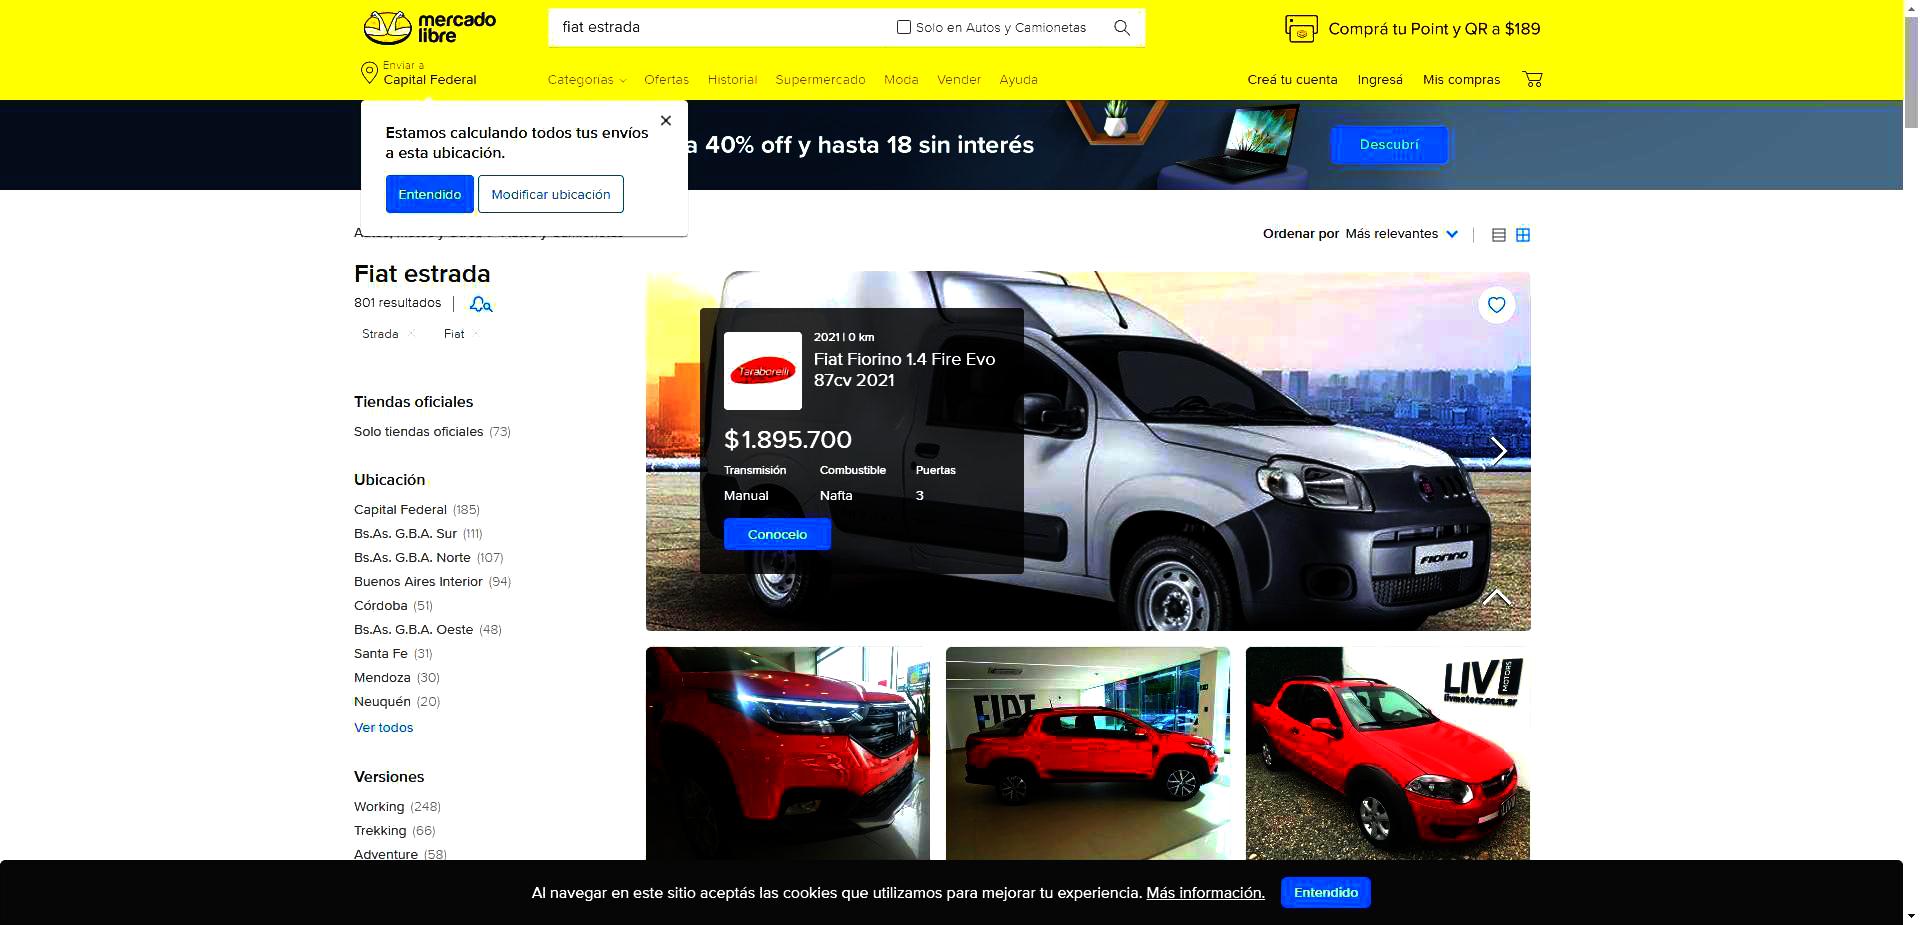 mercado
libre
fiat estrada
Solo en Autos y Camionetas
Comprá tu Point y QR a $189
Enviar a
Capital Federal
Categorías
Ofertas
Historial
Supermercado
Moda
Vender
Ayuda
Creá tu cuenta
Ingresá
Mis compras
Estamos calculando todos tus envíos
a esta ubicación.
Entendido
Modificar ubicación
a 40% off y hasta 18 sin interés
Descubrí
Ordenar por Más relevantes
Fiat estrada
801 resultados
Strada
Fiat
Tiendas oficiales
Solo tiendas oficiales (73)
Ubicación
Capital Federal (185)
Bs.As. G.B.A. Sur (111)
Bs.As. G.B.A. Norte (107)
Buenos Aires Interior (94)
Córdoba (51)
Bs.As. G.B.A. Oeste (48)
Santa Fe (31)
Mendoza (30)
Neuquén (20)
Ver todos
Versiones
Working (248)
Trekking (66)
Adventure (58)
Taraborelli
2021 | 0 km
Fiat Fiorino 1.4 Fire Evo
87cv 2021
$ 1.895.700
Transmisión Combustible Puertas
Manual Nafta 3
Conocelo
FIORINO
FIAT
LIV MOTORS
livmotors.com.ar
Al navegar en este sitio aceptás las cookies que utilizamos para mejorar tu experiencia. Más información.
Entendido